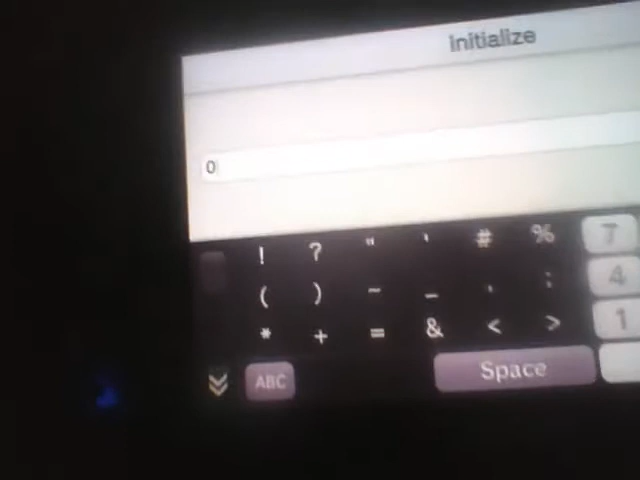 Initialize
0
! ? " ' # % 7
( ) ~ _ , : 4
* + = & < > 1
ABC Space